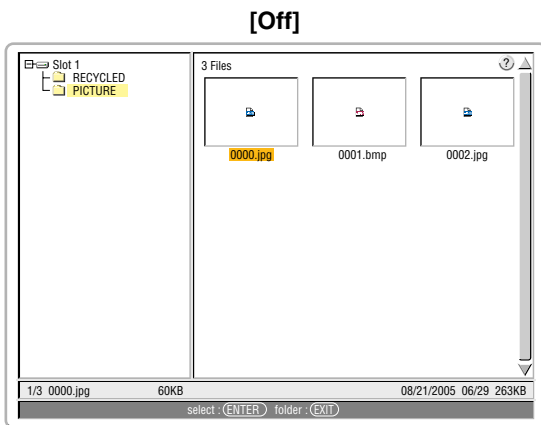 [Off]
Slot 1
RECYCLED
PICTURE
3 Files
?
0000.jpg
0001.bmp
0002.jpg
1/3 0000.jpg 60KB 08/21/2005 06/29 263KB
select : ENTER folder : EXIT